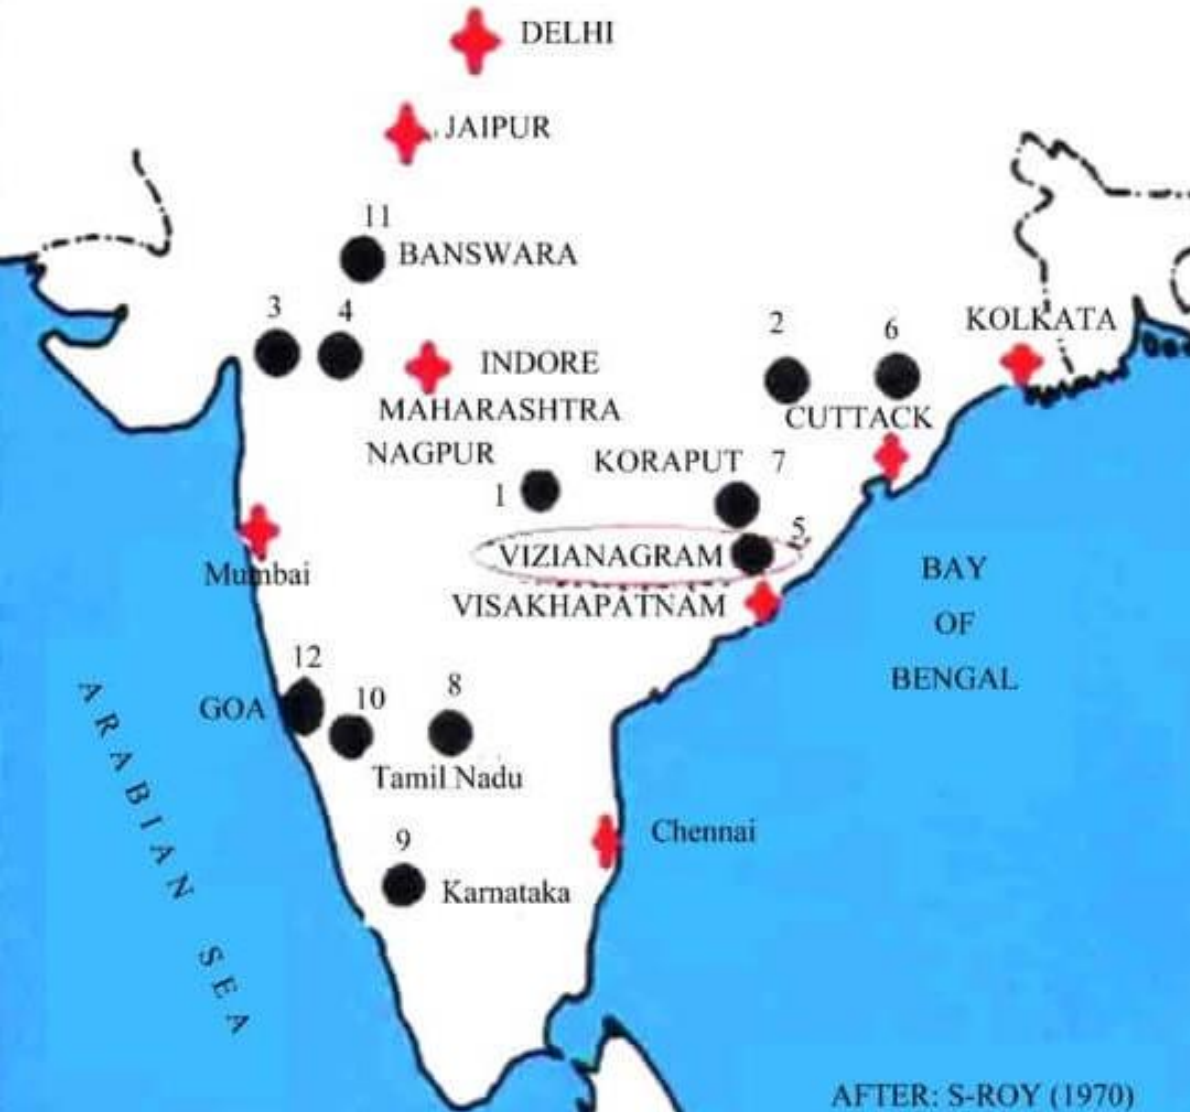 DELHI
JAIPUR
11
BANSWARA
3
4
2
6
KOLKATA
INDORE
MAHARASHTRA
CUTTACK
NAGPUR
KORAPUT
7
1
5
VIZIANAGRAM
Mumbai
VISAKHAPATNAM
BAY
OF
BENGAL
12
GOA
10
8
Tamil Nadu
ARABIAN SEA
9
Chennai
Karnataka
AFTER: S-ROY (1970)